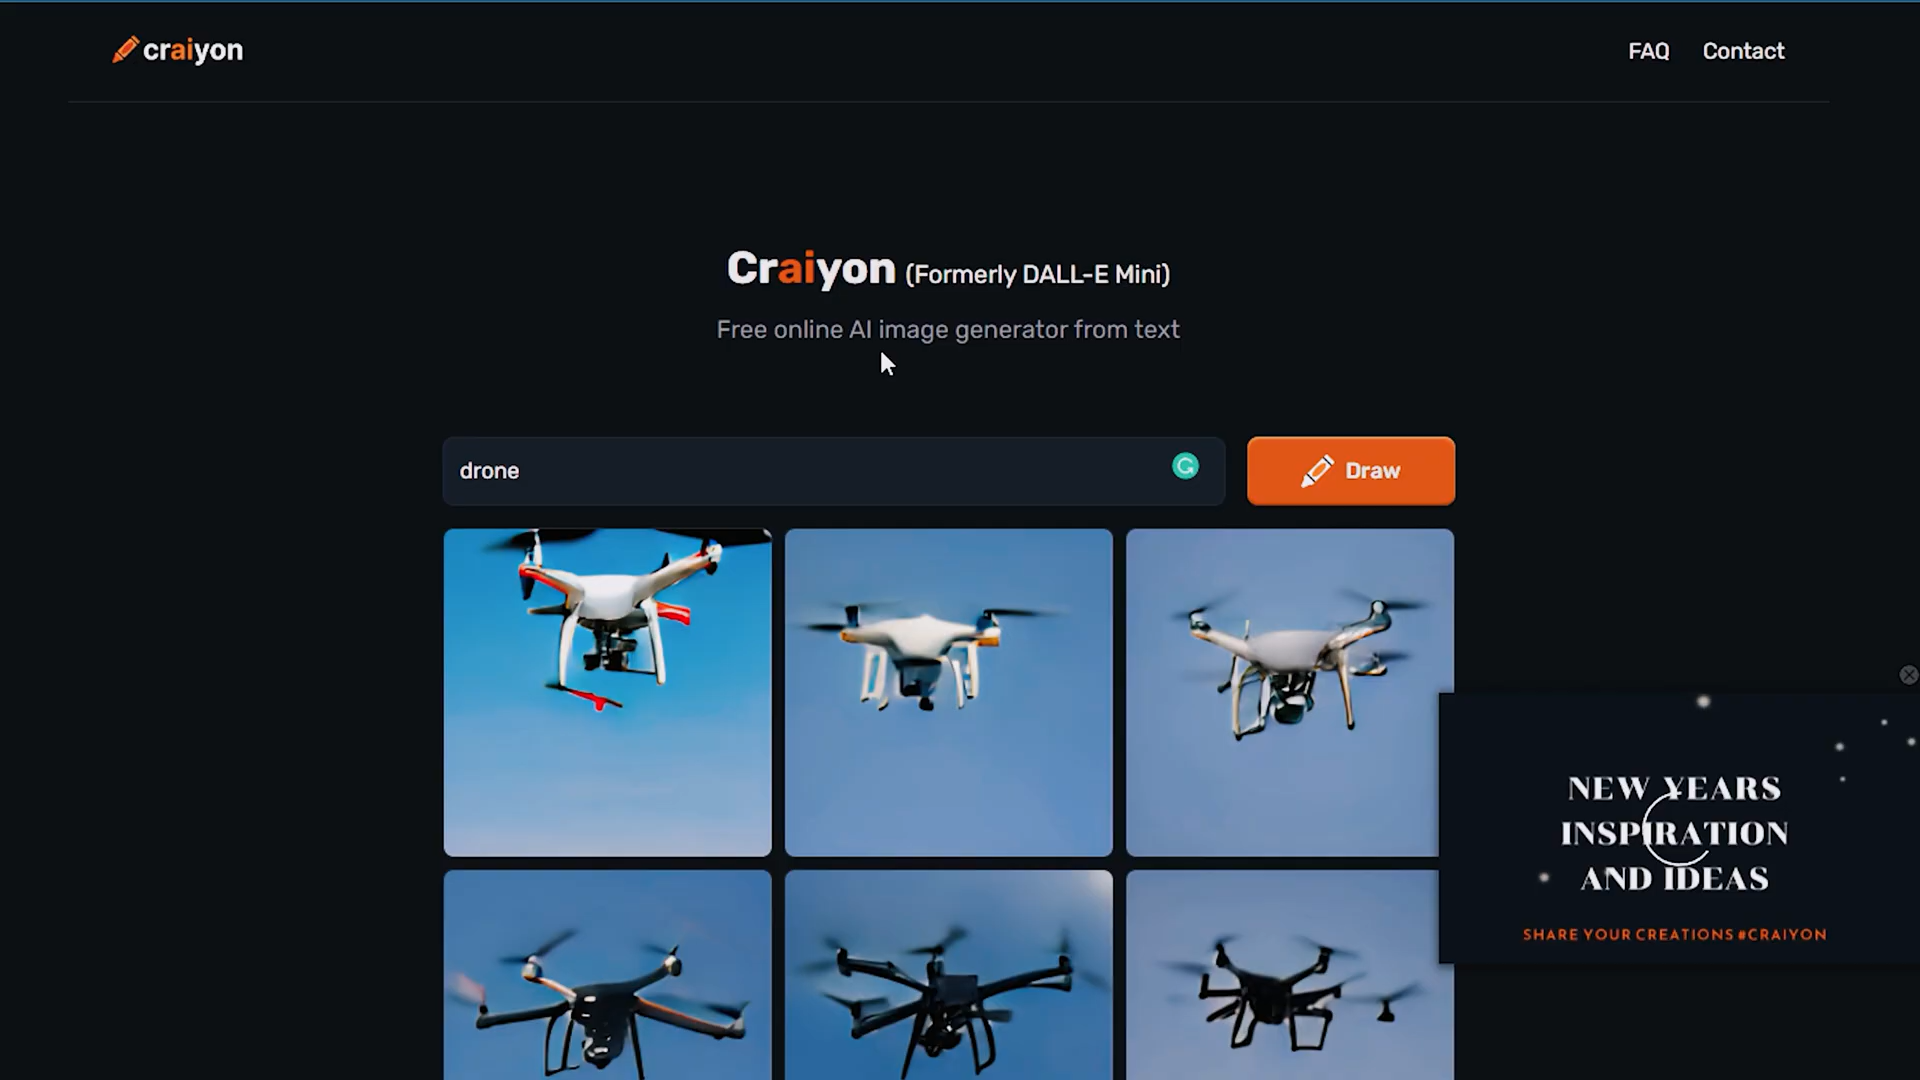 craiyon
FAQ Contact
Craiyon (Formerly DALL-E Mini)
Free online AI image generator from text
drone
Draw
NEW YEARS
INSPIRATION
AND IDEAS
SHARE YOUR CREATIONS #CRAIYON